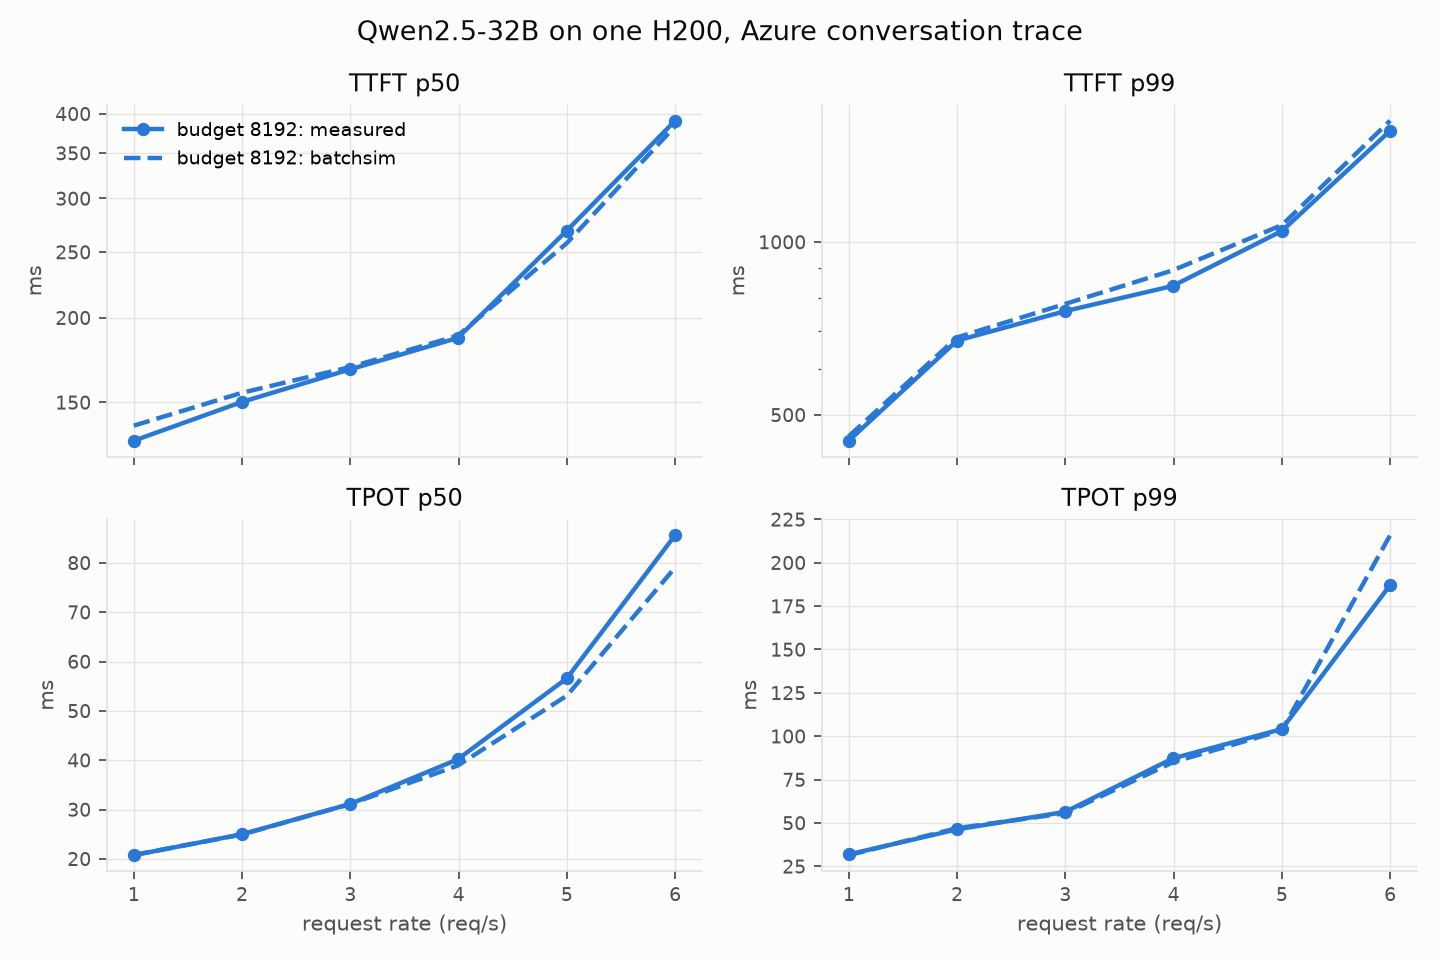 Qwen2.5-32B on one H200, Azure conversation trace
TTFT p50
400
350
300
250
200
150
ms
budget 8192: measured
budget 8192: batchsim
TTFT p99
1000
500
ms
TPOT p50
80
70
60
50
40
30
20
ms
1 2 3 4 5 6
request rate (req/s)
TPOT p99
225
200
175
150
125
100
75
50
25
ms
1 2 3 4 5 6
request rate (req/s)